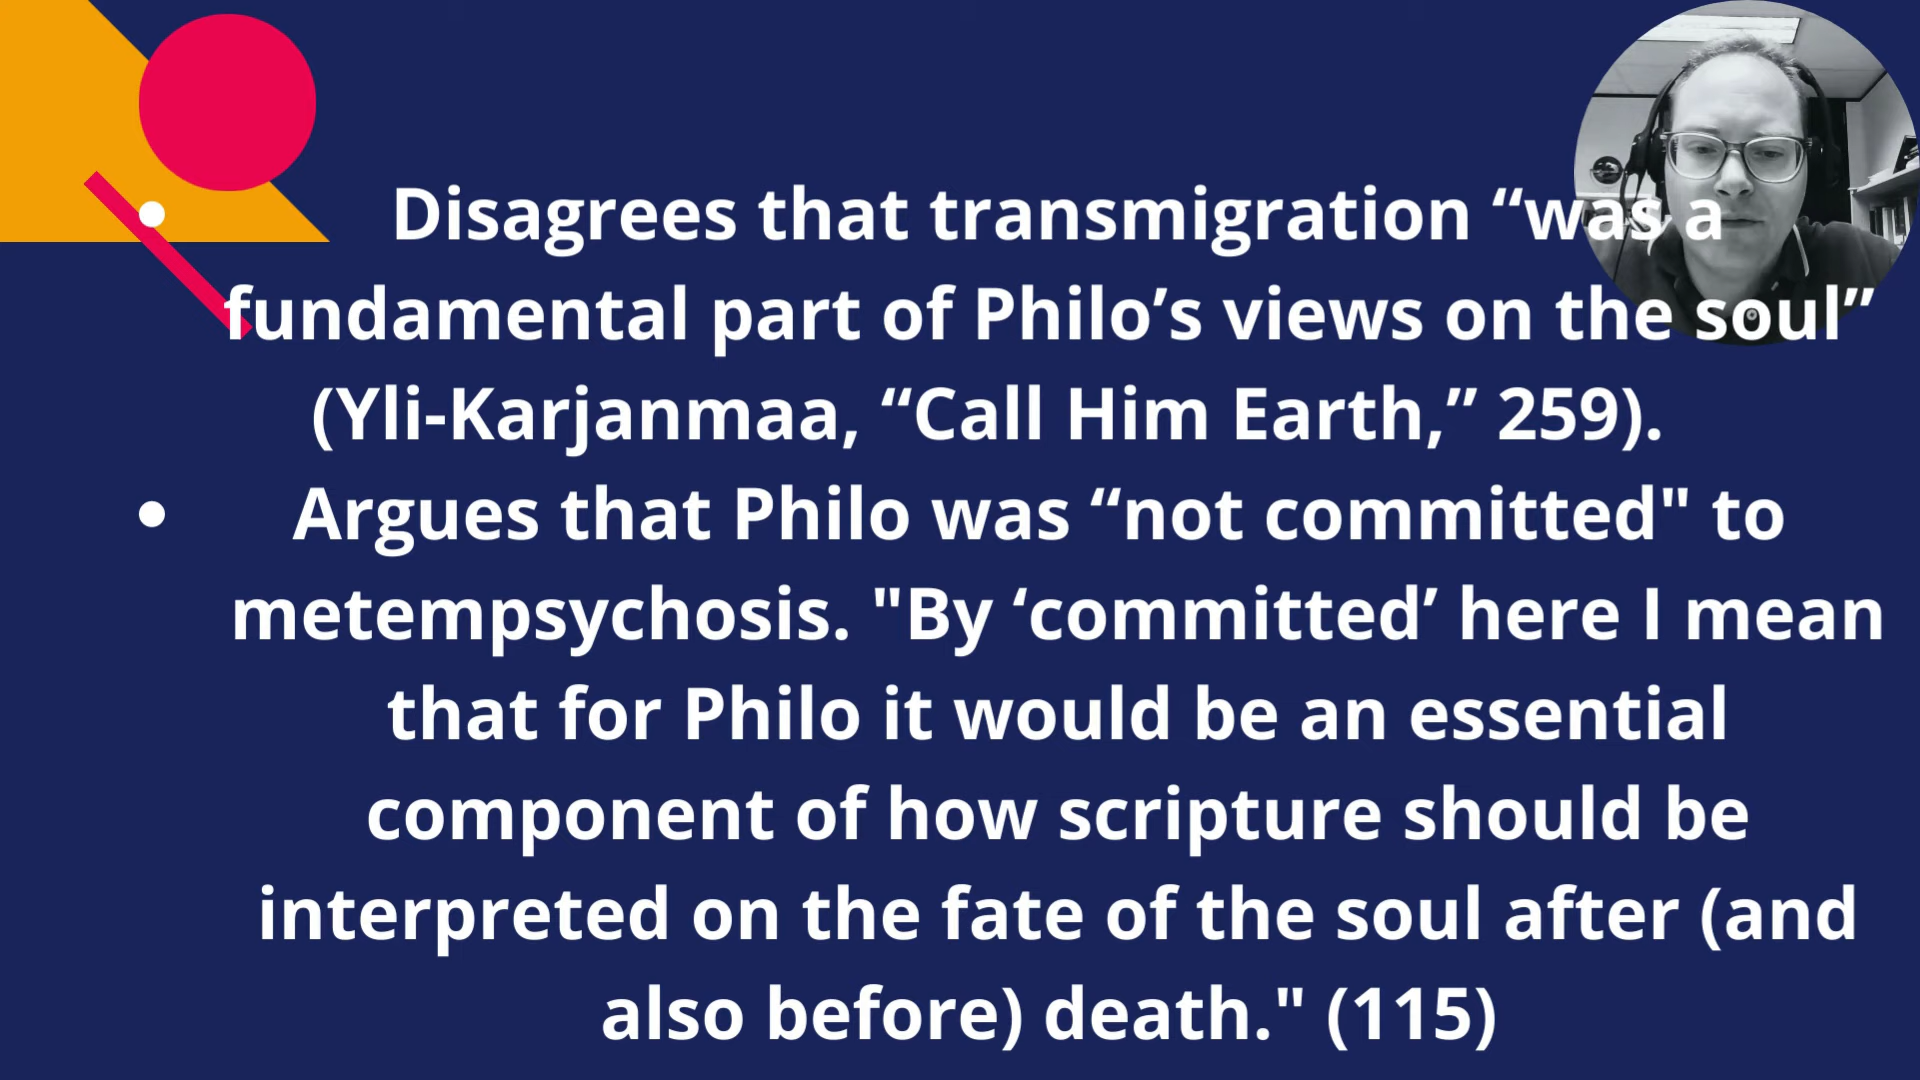 • Disagrees that transmigration “was a
fundamental part of Philo’s views on the soul”
(Yli-Karjanmaa, “Call Him Earth,” 259).
• Argues that Philo was “not committed" to
metempsychosis. "By ‘committed’ here I mean
that for Philo it would be an essential
component of how scripture should be
interpreted on the fate of the soul after (and
also before) death." (115)